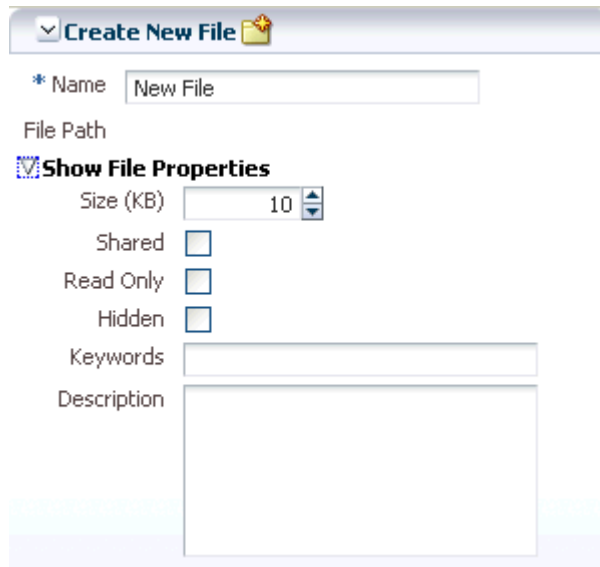 Create New File
* Name New File
File Path
Show File Properties
Size (KB) 10
Shared
Read Only
Hidden
Keywords
Description